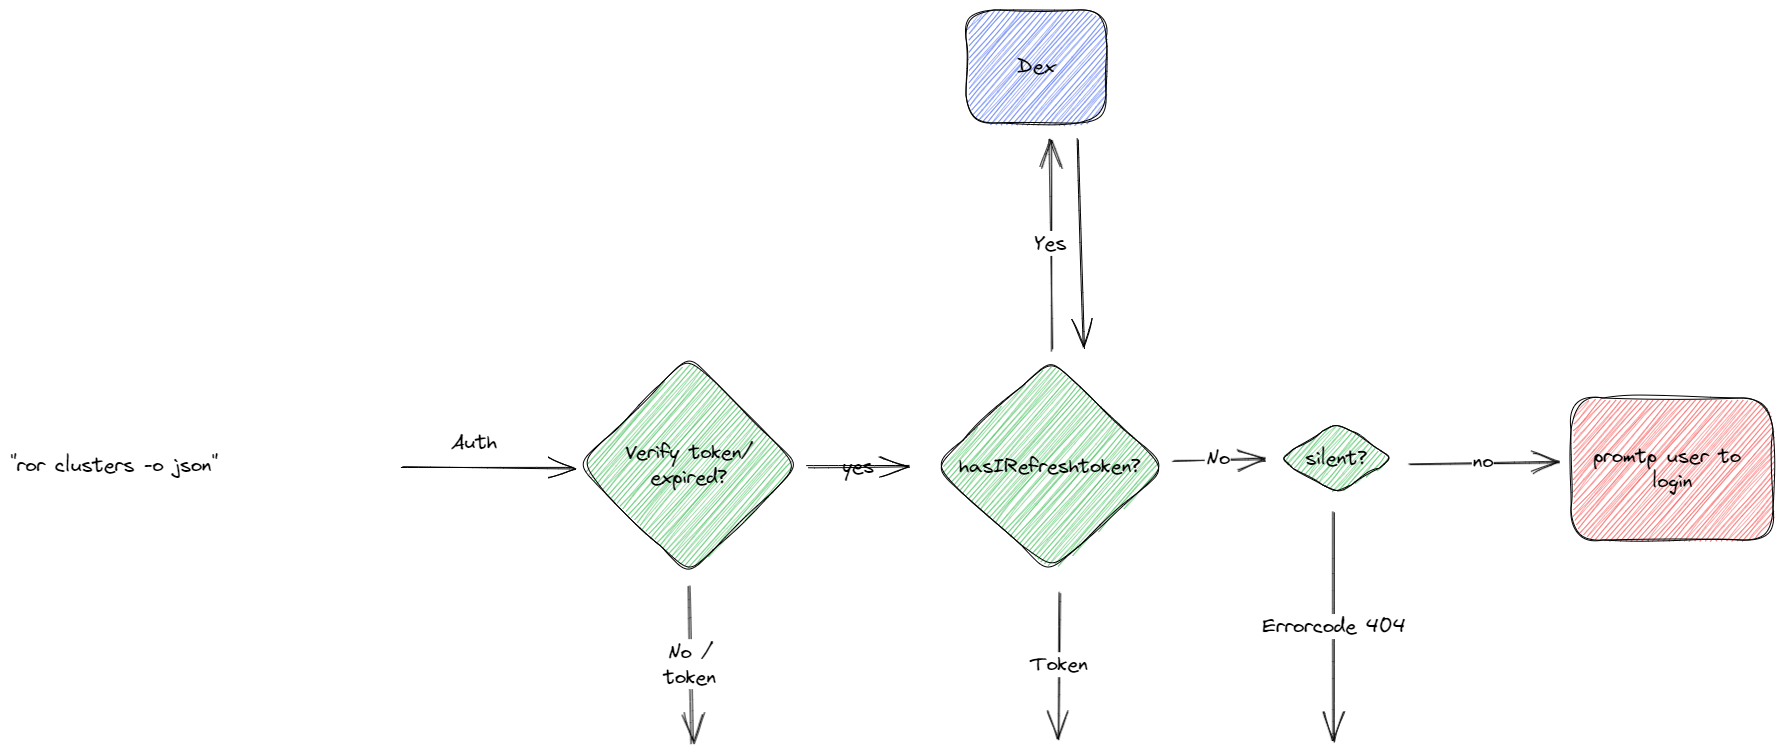 Dex
Yes
Auth
"ror clusters -o json"
Verify token/
expired?
yes
hasIRefreshtoken?
No
silent?
no
promtp user to
login
No /
token
Token
Errorcode 404